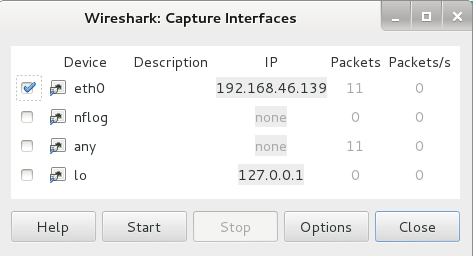 Wireshark: Capture Interfaces
Device Description IP Packets Packets/s
eth0 192.168.46.139 11 0
nflog none 0 0
any none 11 0
lo 127.0.0.1 0 0
Help Start Stop Options Close